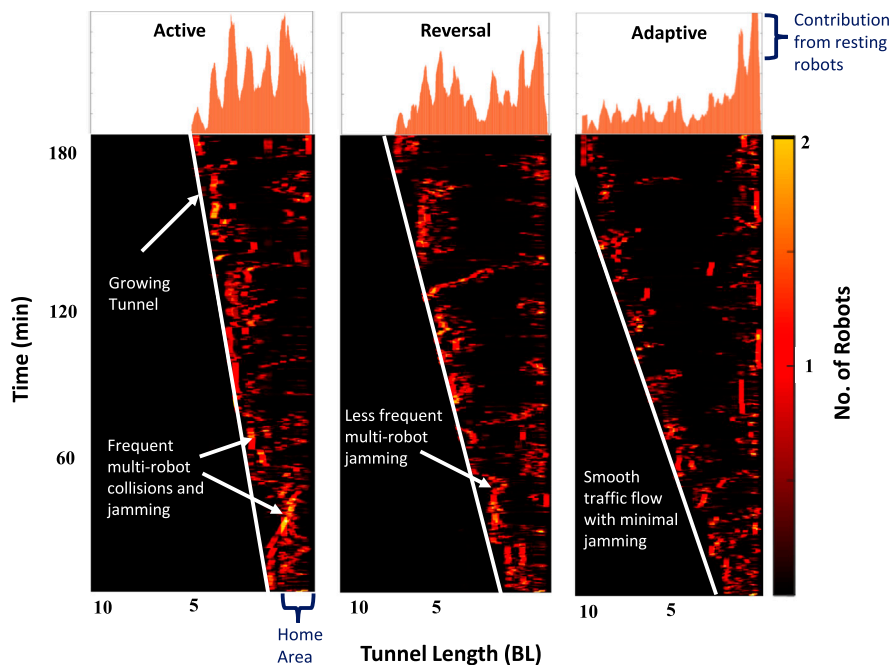 Active
Reversal
Adaptive
Contribution
from resting
robots
180
120
60
Time (min)
Growing
Tunnel
Frequent
multi-robot
collisions and
jamming
Less frequent
multi-robot
jamming
Smooth
traffic flow
with minimal
jamming
2
1
No. of Robots
10
5
10
5
10
5
Home
Area
Tunnel Length (BL)